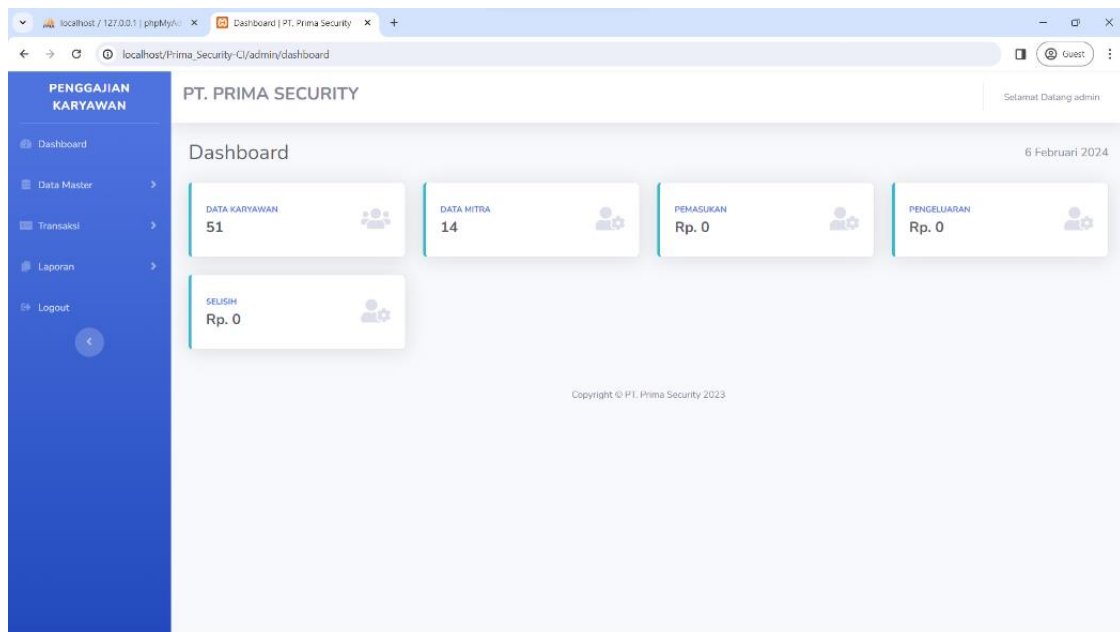 localhost / 127.0.0.1 | phpMyAd
Dashboard | PT. Prima Security
localhost/Prima_Security-CI/admin/dashboard
Guest
PENGGAJIAN
KARYAWAN
PT. PRIMA SECURITY
Selamat Datang admin
Dashboard
Data Master
Transaksi
Laporan
Logout
Dashboard
6 Februari 2024
DATA KARYAWAN
51
DATA MITRA
14
PEMASUKAN
Rp. 0
PENGELUARAN
Rp. 0
SELISIH
Rp. 0
Copyright © PT. Prima Security 2023